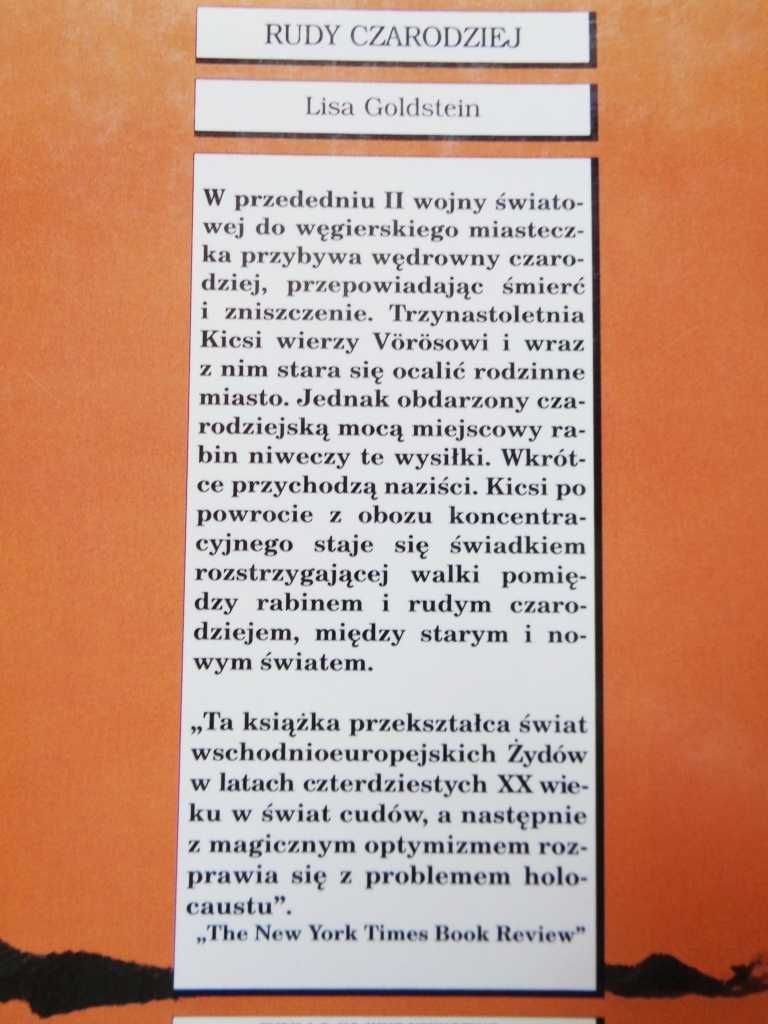 RUDY CZARODZIEJ
Lisa Goldstein
W przededniu II wojny świato-
wej do węgierskiego miastecz-
ka przybywa wędrowny czaro-
dziej, przepowiadając śmierć
i zniszczenie. Trzynastoletnia
Kicsi wierzy Vörösowi i wraz
z nim stara się ocalić rodzinne
miasto. Jednak obdarzony cza-
rodziejską mocą miejscowy ra-
bin niweczy te wysiłki. Wkrót-
ce przychodzą naziści. Kicsi po
powrocie z obozu koncentra-
cyjnego staje się świadkiem
rozstrzygającej walki pomię-
dzy rabinem i rudym czaro-
dziejem, między starym i no-
wym światem.
„Ta książka przekształca świat
wschodnioeuropejskich Żydów
w latach czterdziestych XX wie-
ku w świat cudów, a następnie
z magicznym optymizmem roz-
prawia się z problemem holo-
caustu”.
„The New York Times Book Review”